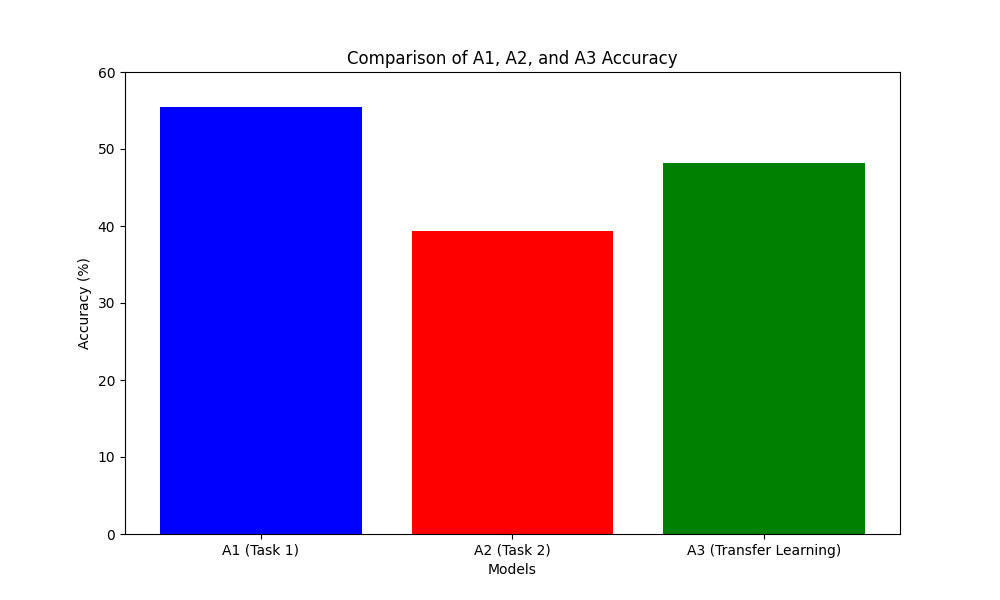 Comparison of A1, A2, and A3 Accuracy
60
50
40
30
20
10
0
Accuracy (%)
A1 (Task 1)
A2 (Task 2)
A3 (Transfer Learning)
Models